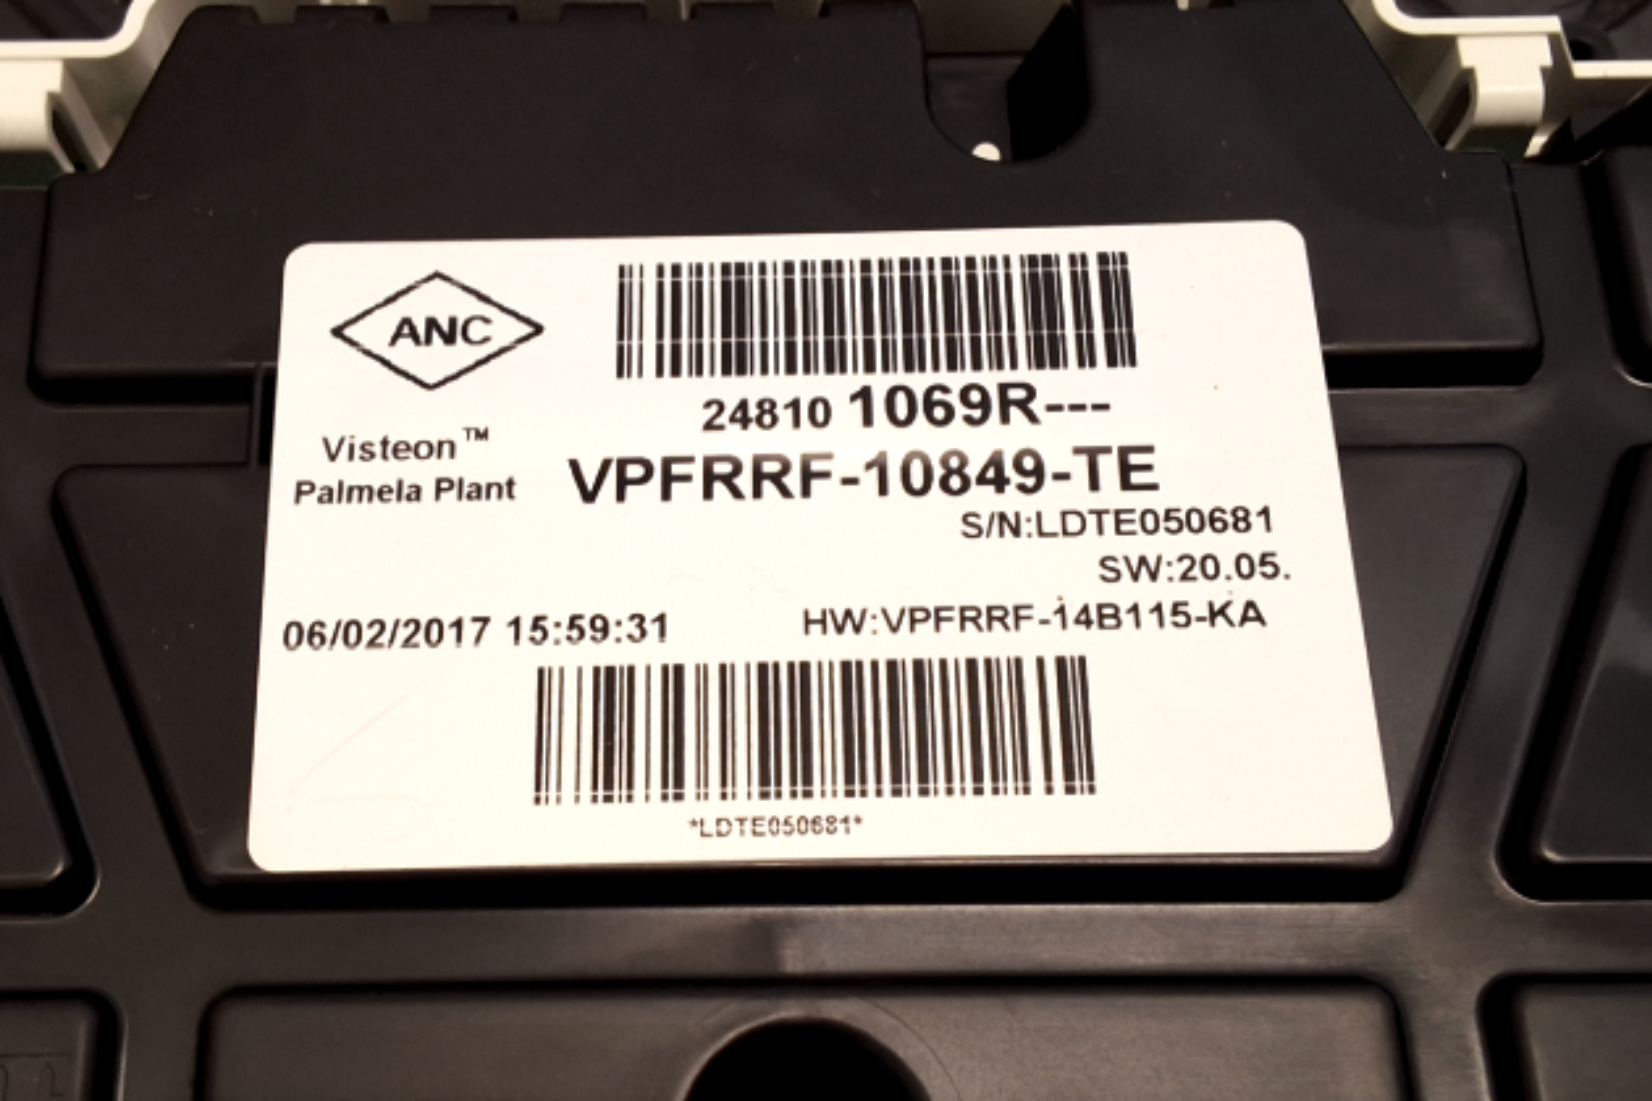 ANC
24810 1069R---
Visteon™
Palmela Plant
VPFRRF-10849-TE
S/N:LDTE050681
SW:20.05.
06/02/2017 15:59:31
HW:VPFRRF-14B115-KA
*LDTE050681*